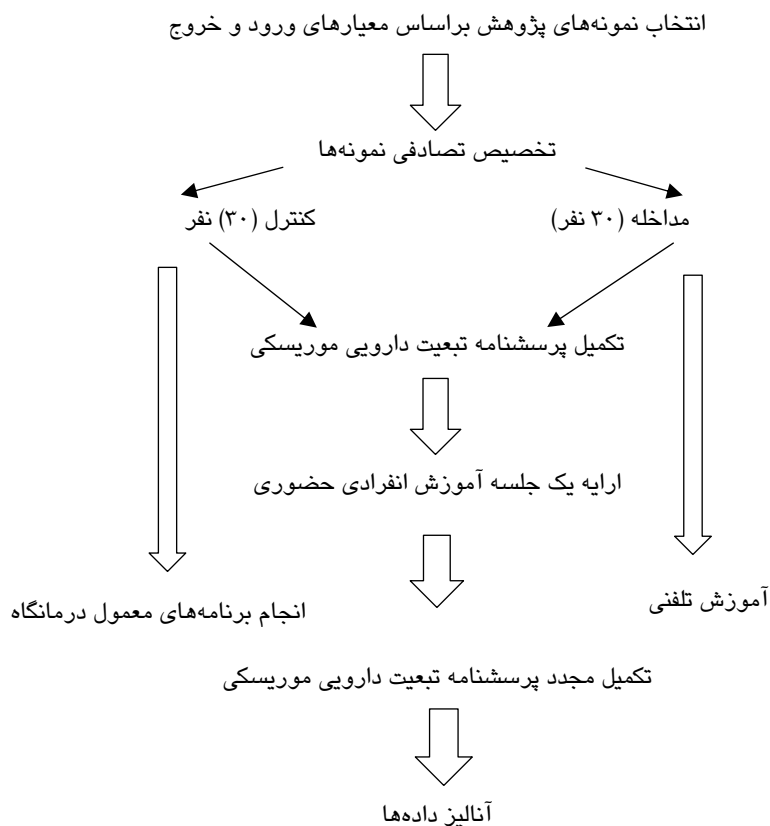 انتخاب نمونه‌های پژوهش براساس معیارهای ورود و خروج
تخصیص تصادفی نمونه‌ها
مداخله (۳۰ نفر)
کنترل (۳۰) نفر
تکمیل پرسشنامه تبعیت دارویی موریسکی
ارایه یک جلسه آموزش انفرادی حضوری
آموزش تلفنی
انجام برنامه‌های معمول درمانگاه
تکمیل مجدد پرسشنامه تبعیت دارویی موریسکی
آنالیز داده‌ها